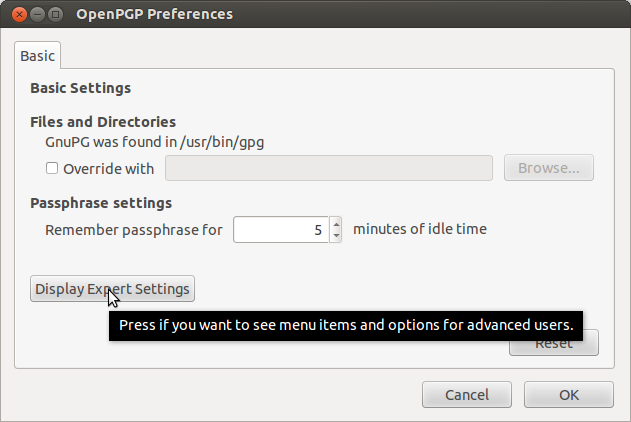 OpenPGP Preferences
Basic
Basic Settings
Files and Directories
GnuPG was found in /usr/bin/gpg
Override with
Browse...
Passphrase settings
Remember passphrase for 5 minutes of idle time
Display Expert Settings
Press if you want to see menu items and options for advanced users.
Reset
Cancel
OK